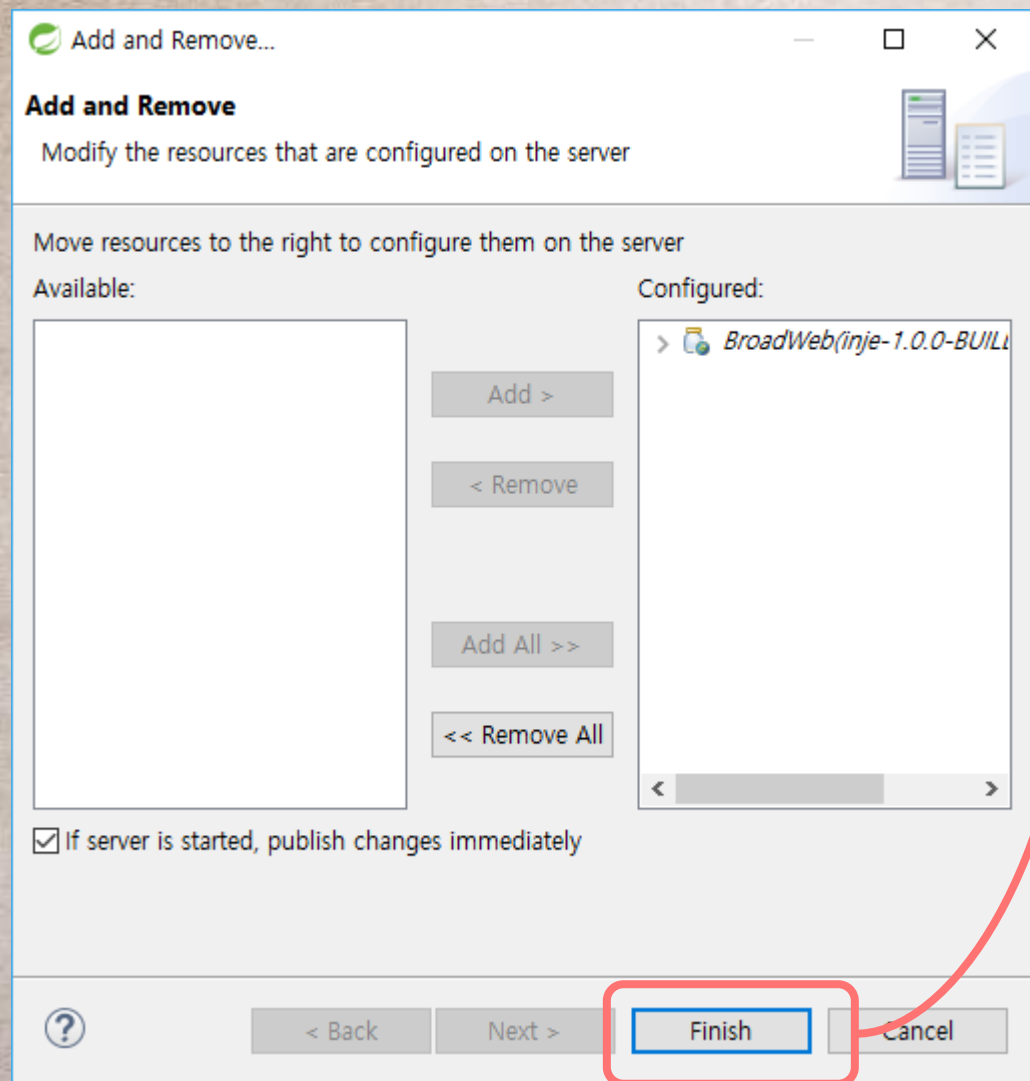 Add and Remove...
Add and Remove
Modify the resources that are configured on the server
Move resources to the right to configure them on the server
Available:
Configured:
BroadWeb(inje-1.0.0-BUIL
Add >
< Remove
Add All >>
<< Remove All
If server is started, publish changes immediately
< Back
Next >
Finish
Cancel